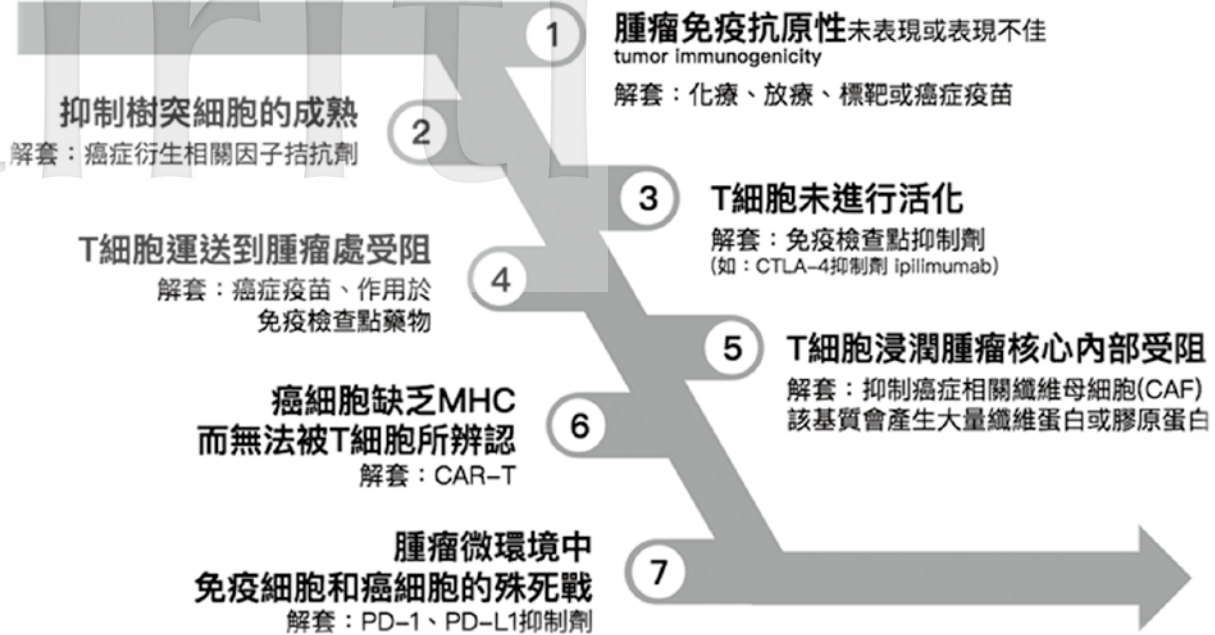 1
腫瘤免疫抗原性未表現或表現不佳
tumor immunogenicity
解套：化療、放療、標靶或癌症疫苗
2
抑制樹突細胞的成熟
解套：癌症衍生相關因子拮抗劑
3
T細胞未進行活化
解套：免疫檢查點抑制劑
(如：CTLA-4抑制劑 ipilimumab)
4
T細胞運送到腫瘤處受阻
解套：癌症疫苗、作用於
免疫檢查點藥物
5
T細胞浸潤腫瘤核心內部受阻
解套：抑制癌症相關纖維母細胞(CAF)
該基質會產生大量纖維蛋白或膠原蛋白
6
癌細胞缺乏MHC
而無法被T細胞所辨認
解套：CAR-T
7
腫瘤微環境中
免疫細胞和癌細胞的殊死戰
解套：PD-1、PD-L1抑制劑